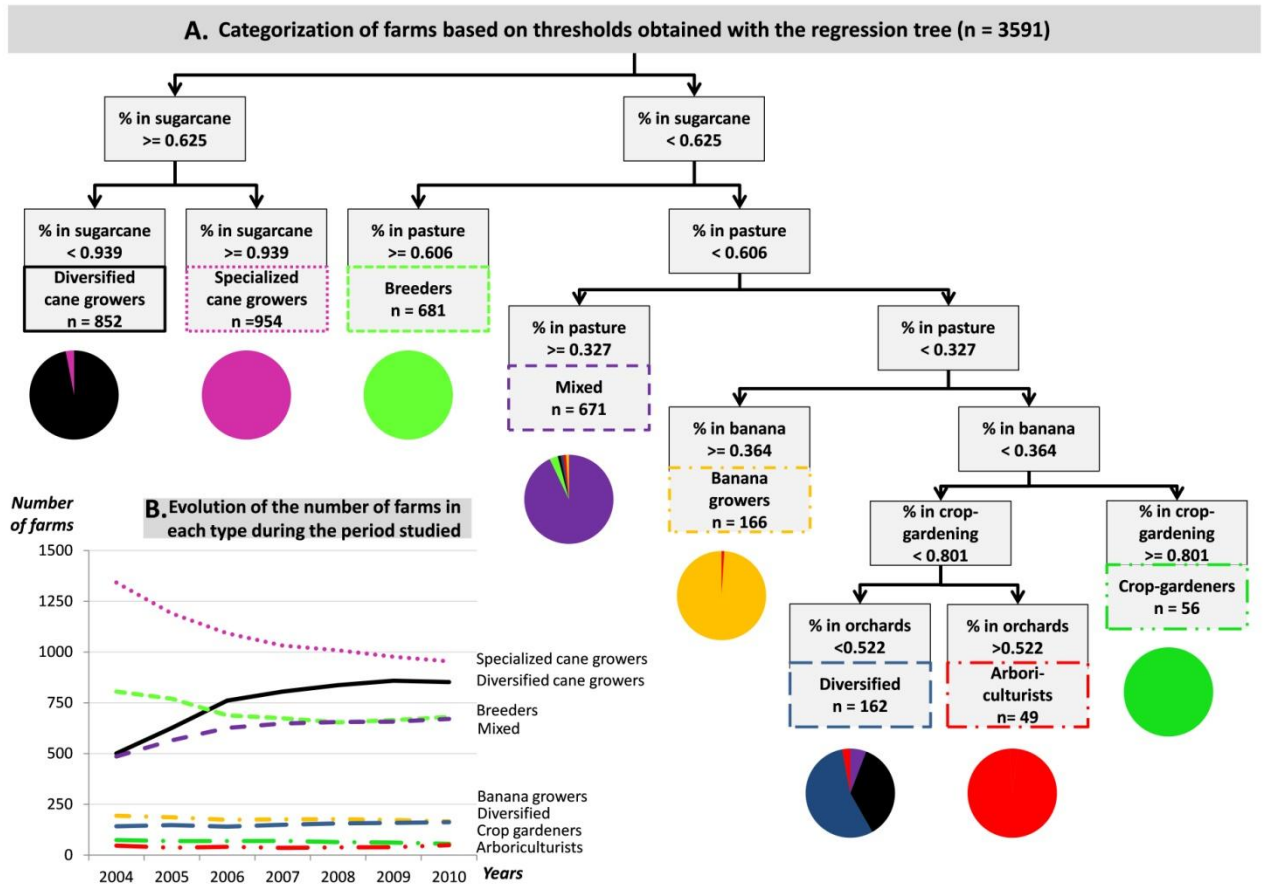 A. Categorization of farms based on thresholds obtained with the regression tree (n = 3591)
% in sugarcane
>= 0.625
% in sugarcane
< 0.625
% in sugarcane
< 0.939
Diversified
cane growers
n = 852
% in sugarcane
>= 0.939
Specialized
cane growers
n =954
% in pasture
>= 0.606
Breeders
n = 681
% in pasture
< 0.606
% in pasture
>= 0.327
Mixed
n = 671
% in pasture
< 0.327
% in banana
>= 0.364
Banana
growers
n = 166
% in banana
< 0.364
% in crop-
gardening
< 0.801
% in crop-
gardening
>= 0.801
Crop-gardeners
n = 56
% in orchards
<0.522
Diversified
n = 162
% in orchards
>0.522
Arbori-
culturists
n= 49
B. Evolution of the number of farms in
each type during the period studied
Number
of farms
1500
1250
1000
750
500
250
0
Specialized cane growers
Diversified cane growers
Breeders
Mixed
Banana growers
Diversified
Crop gardeners
Arboriculturists
2004 2005 2006 2007 2008 2009 2010
Years